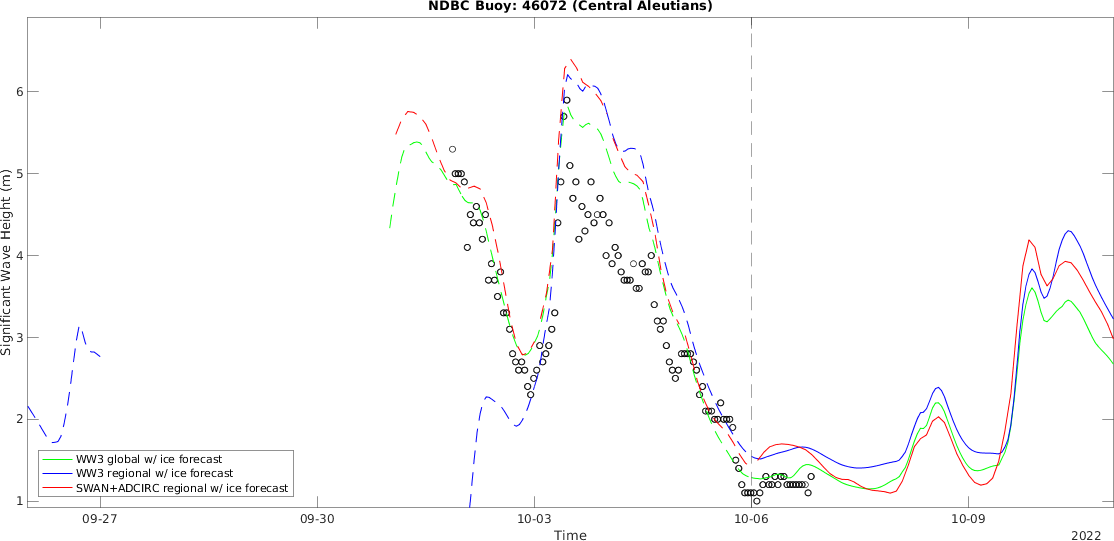 NDBC Buoy: 46072 (Central Aleutians)
Significant Wave Height (m)
6
5
4
3
2
1
WW3 global w/ ice forecast
WW3 regional w/ ice forecast
SWAN+ADCIRC regional w/ ice forecast
09-27 09-30 10-03 10-06 10-09
Time
2022